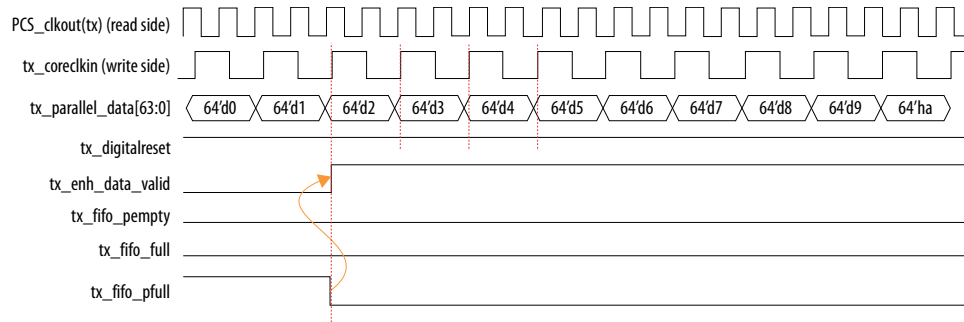 PCS_clkout(tx) (read side)
tx_coreclkin (write side)
tx_parallel_data[63:0] 64'd0 64'd1 64'd2 64'd3 64'd4 64'd5 64'd6 64'd7 64'd8 64'd9 64'ha
tx_digitalreset
tx_enh_data_valid
tx_fifo_pempty
tx_fifo_full
tx_fifo_pfull